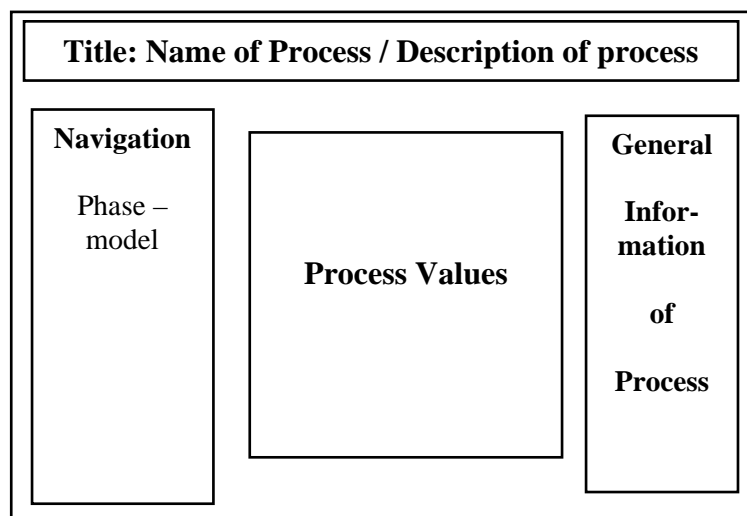 Title: Name of Process / Description of process
Navigation
Phase –
model
Process Values
General
Infor-
mation
of
Process